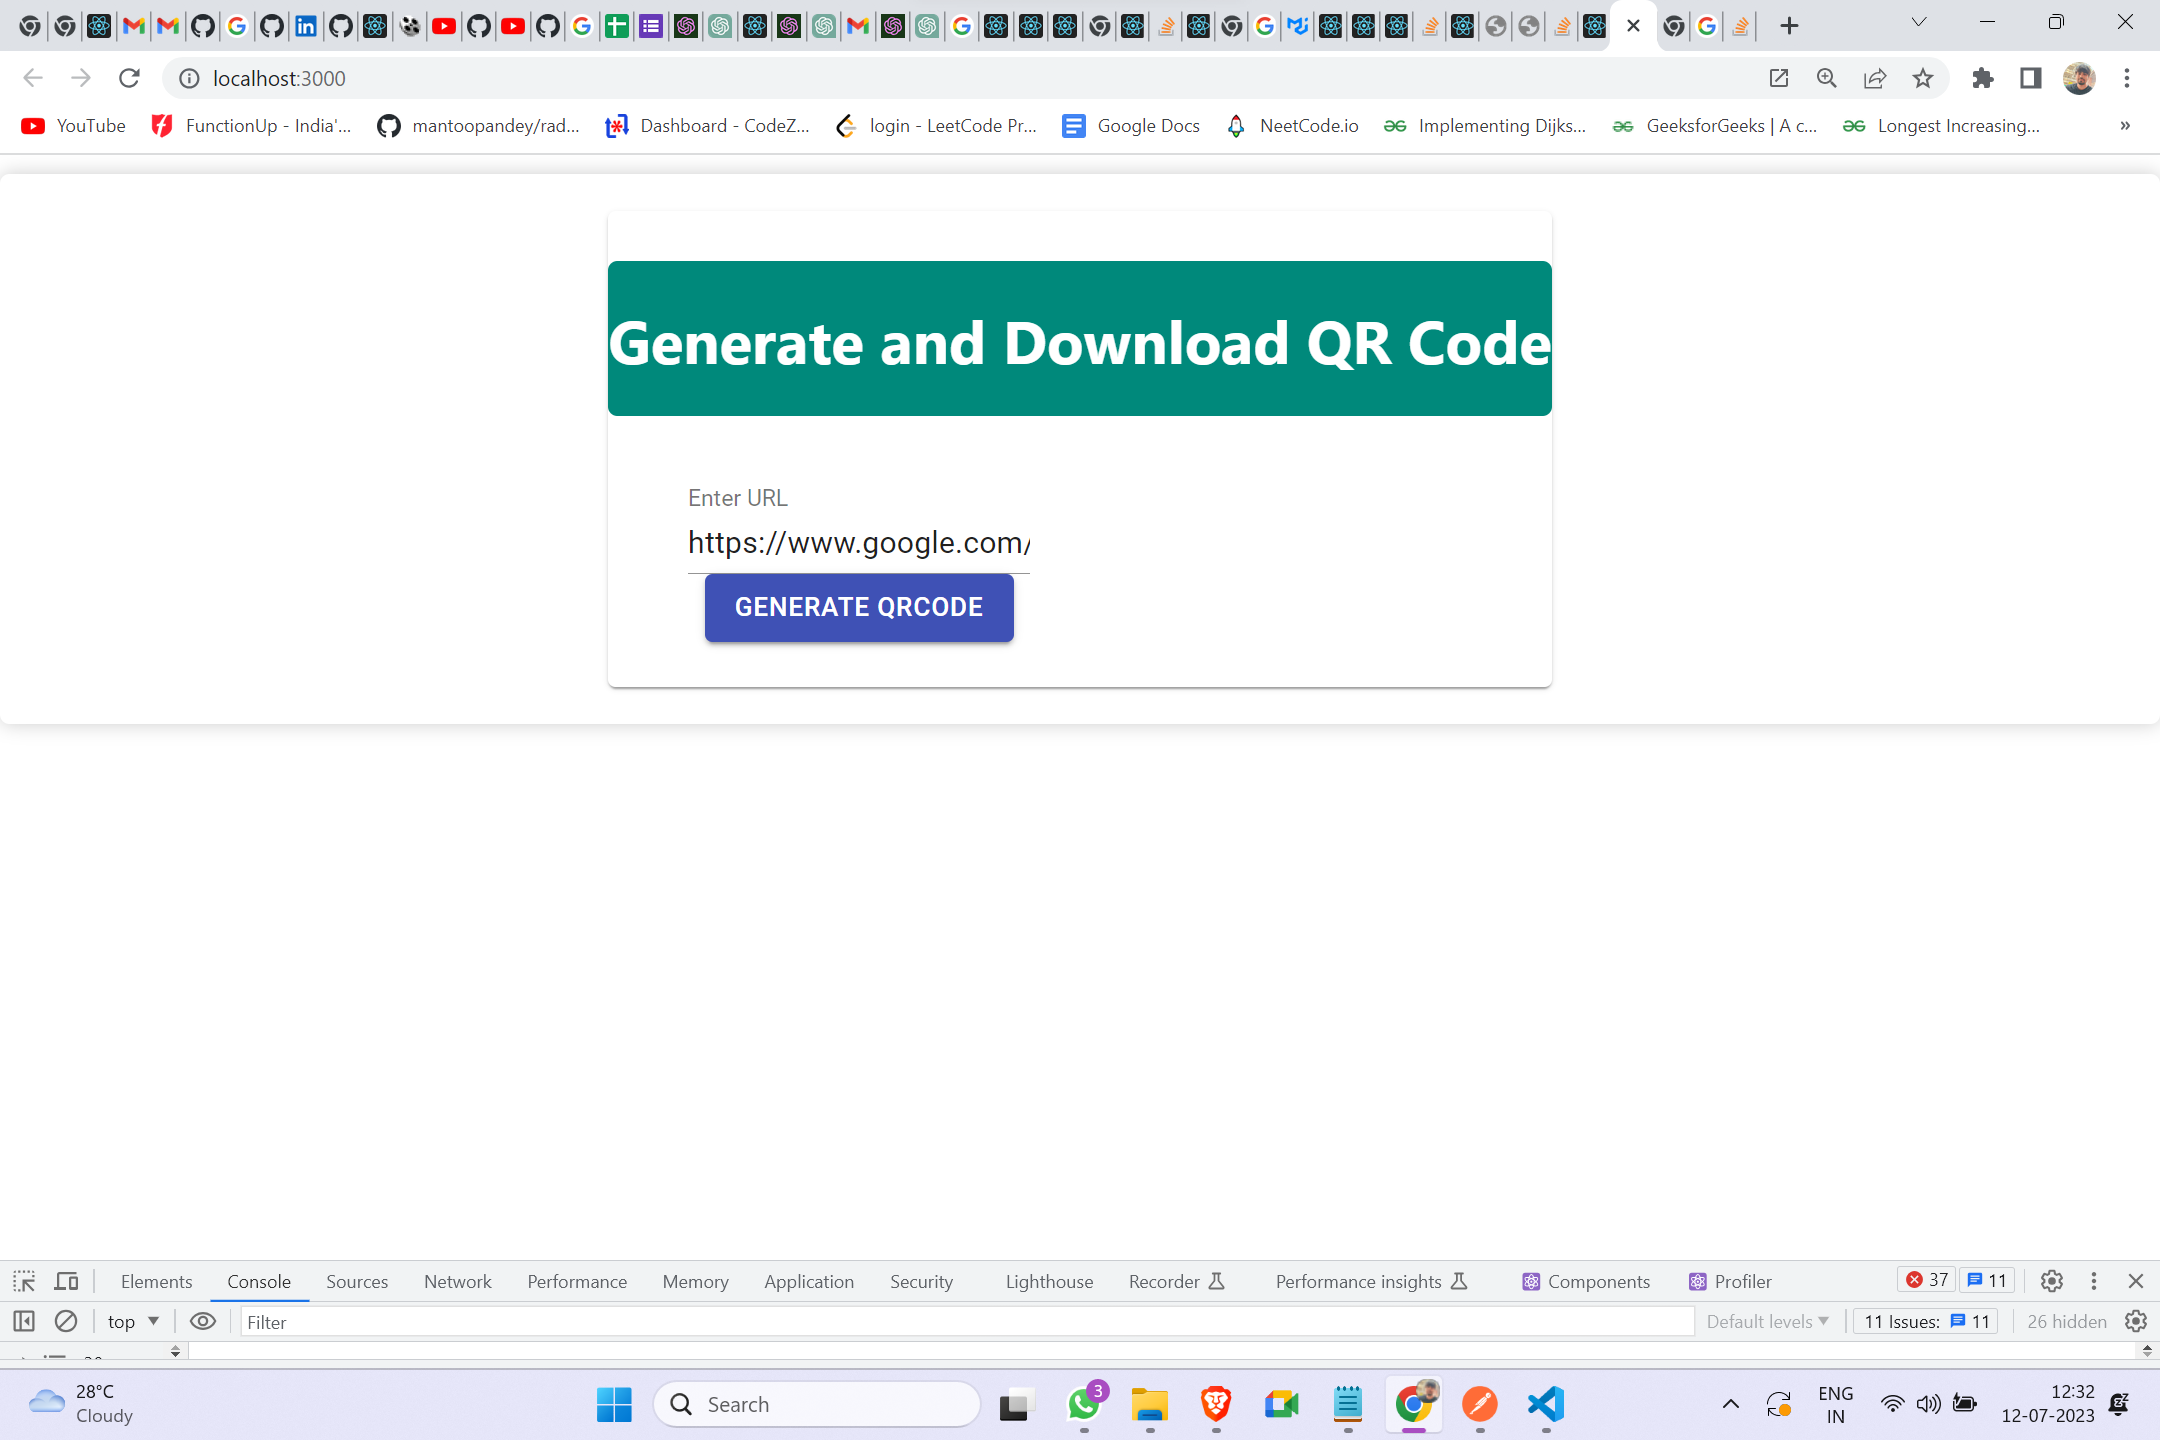 localhost:3000
YouTube FunctionUp - India'... mantoopandey/rad... Dashboard - CodeZ... login - LeetCode Pr... Google Docs NeetCode.io Implementing Dijks... GeeksforGeeks | A c... Longest Increasing... »
Generate and Download QR Code
Enter URL
https://www.google.com/
GENERATE QRCODE
Elements Console Sources Network Performance Memory Application Security Lighthouse Recorder Performance insights Components Profiler 37 11
top Filter Default levels 11 Issues: 11 26 hidden
28°C
Cloudy
Search
3
ENG
IN
12:32
12-07-2023